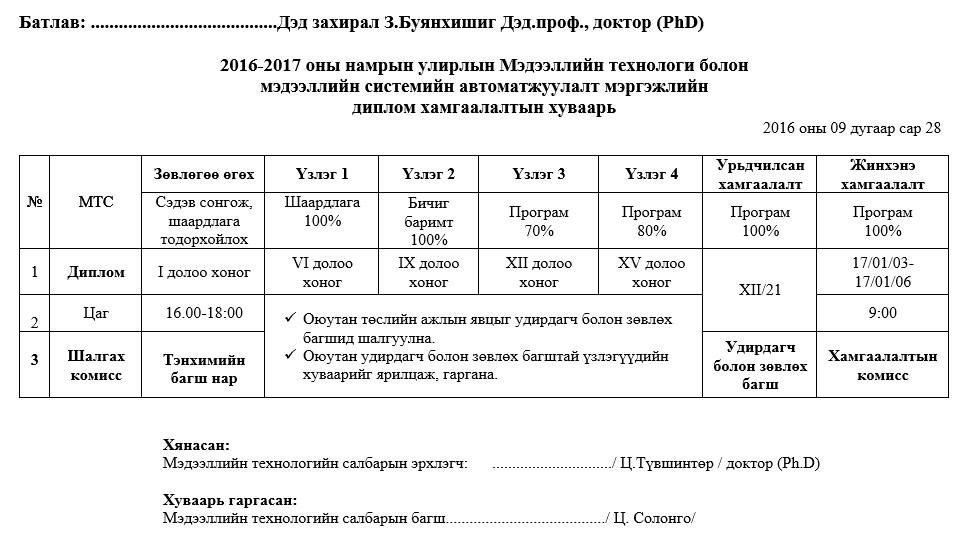 Батлав: ......................................Дэд захирал З.Буянхишиг Дэд.проф., доктор (PhD)
2016-2017 оны намрын улирлын Мэдээллийн технологи болон
мэдээллийн системийн автоматжуулалт мэргэжлийн
диплом хамгаалалтын хуваарь
2016 оны 09 дугаар сар 28
№ МТС Зөвлөгөө өгөх Үзлэг 1 Үзлэг 2 Үзлэг 3 Үзлэг 4 Урьдчилсан хамгаалалт Жинхэнэ хамгаалалт
Сэдэв сонгож, шаардлага тодорхойлох Шаардлага 100% Бичиг баримт 100% Програм 70% Програм 80% Програм 100% Програм 100%
1 Диплом I долоо хоног VI долоо хоног IX долоо хоног XII долоо хоног XV долоо хоног XII/21 17/01/03-17/01/06
2 Цаг 16.00-18:00 9:00
✓ Оюутан төслийн ажлын явцыг удирдагч болон зөвлөх
багшид шалгуулна.
✓ Оюутан удирдагч болон зөвлөх багштай үзлэгүүдийн
хуваарийг ярилцаж, гаргана.
3 Шалгах комисс Тэнхимийн багш нар Удирдагч болон зөвлөх багш Хамгаалалтын комисс
Хянасан:
Мэдээллийн технологийн салбарын эрхлэгч: ............................../ Ц.Түвшинтөр / доктор (Ph.D)
Хуваарь гаргасан:
Мэдээллийн технологийн салбарын багш......................................../ Ц. Солонго/